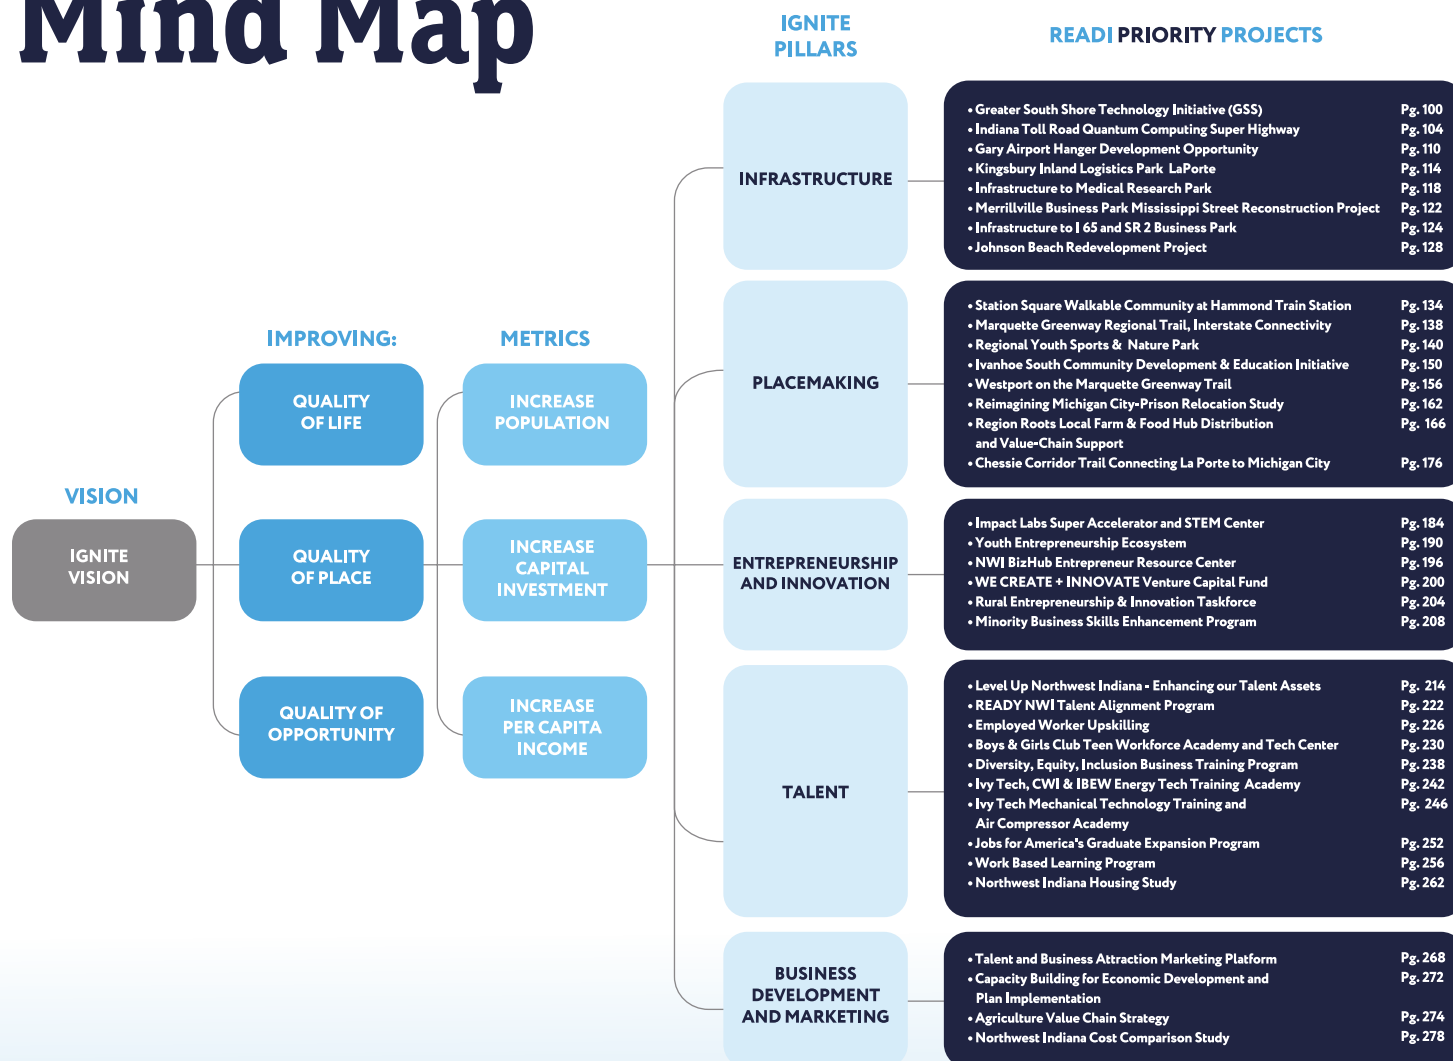 Mind Map
IGNITE
PILLARS
READI PRIORITY PROJECTS
VISION
IGNITE
VISION
IMPROVING:
QUALITY
OF LIFE
QUALITY
OF PLACE
QUALITY OF
OPPORTUNITY
METRICS
INCREASE
POPULATION
INCREASE
CAPITAL
INVESTMENT
INCREASE
PER CAPITA
INCOME
INFRASTRUCTURE
• Greater South Shore Technology Initiative (GSS) Pg. 100
• Indiana Toll Road Quantum Computing Super Highway Pg. 104
• Gary Airport Hanger Development Opportunity Pg. 110
• Kingsbury Inland Logistics Park LaPorte Pg. 114
• Infrastructure to Medical Research Park Pg. 118
• Merrillville Business Park Mississippi Street Reconstruction Project Pg. 122
• Infrastructure to I 65 and SR 2 Business Park Pg. 124
• Johnson Beach Redevelopment Project Pg. 128
PLACEMAKING
• Station Square Walkable Community at Hammond Train Station Pg. 134
• Marquette Greenway Regional Trail, Interstate Connectivity Pg. 138
• Regional Youth Sports & Nature Park Pg. 140
• Ivanhoe South Community Development & Education Initiative Pg. 150
• Westport on the Marquette Greenway Trail Pg. 156
• Reimagining Michigan City-Prison Relocation Study Pg. 162
• Region Roots Local Farm & Food Hub Distribution Pg. 166
and Value-Chain Support
• Chessie Corridor Trail Connecting La Porte to Michigan City Pg. 176
ENTREPRENEURSHIP
AND INNOVATION
• Impact Labs Super Accelerator and STEM Center Pg. 184
• Youth Entrepreneurship Ecosystem Pg. 190
• NWI BizHub Entrepreneur Resource Center Pg. 196
• WE CREATE + INNOVATE Venture Capital Fund Pg. 200
• Rural Entrepreneurship & Innovation Taskforce Pg. 204
• Minority Business Skills Enhancement Program Pg. 208
TALENT
• Level Up Northwest Indiana - Enhancing our Talent Assets Pg. 214
• READY NWI Talent Alignment Program Pg. 222
• Employed Worker Upskilling Pg. 226
• Boys & Girls Club Teen Workforce Academy and Tech Center Pg. 230
• Diversity, Equity, Inclusion Business Training Program Pg. 238
• Ivy Tech, CWI & IBEW Energy Tech Training Academy Pg. 242
• Ivy Tech Mechanical Technology Training and Pg. 246
Air Compressor Academy
• Jobs for America's Graduate Expansion Program Pg. 252
• Work Based Learning Program Pg. 256
• Northwest Indiana Housing Study Pg. 262
BUSINESS
DEVELOPMENT
AND MARKETING
• Talent and Business Attraction Marketing Platform Pg. 268
• Capacity Building for Economic Development and Pg. 272
Plan Implementation
• Agriculture Value Chain Strategy Pg. 274
• Northwest Indiana Cost Comparison Study Pg. 278